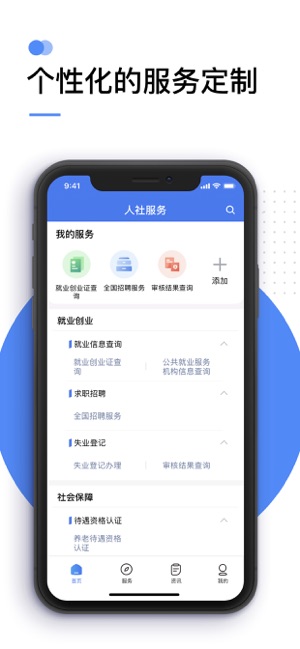 个性化的服务定制
9:41
人社服务
我的服务
就业创业证查
询
全国招聘服务
审核结果查询
添加
就业创业
就业信息查询
就业创业证查
询
公共就业服务
机构信息查询
求职招聘
全国招聘服务
失业登记
失业登记办理
审核结果查询
社会保障
待遇资格认证
养老待遇资格
认证
首页
服务
资讯
我的